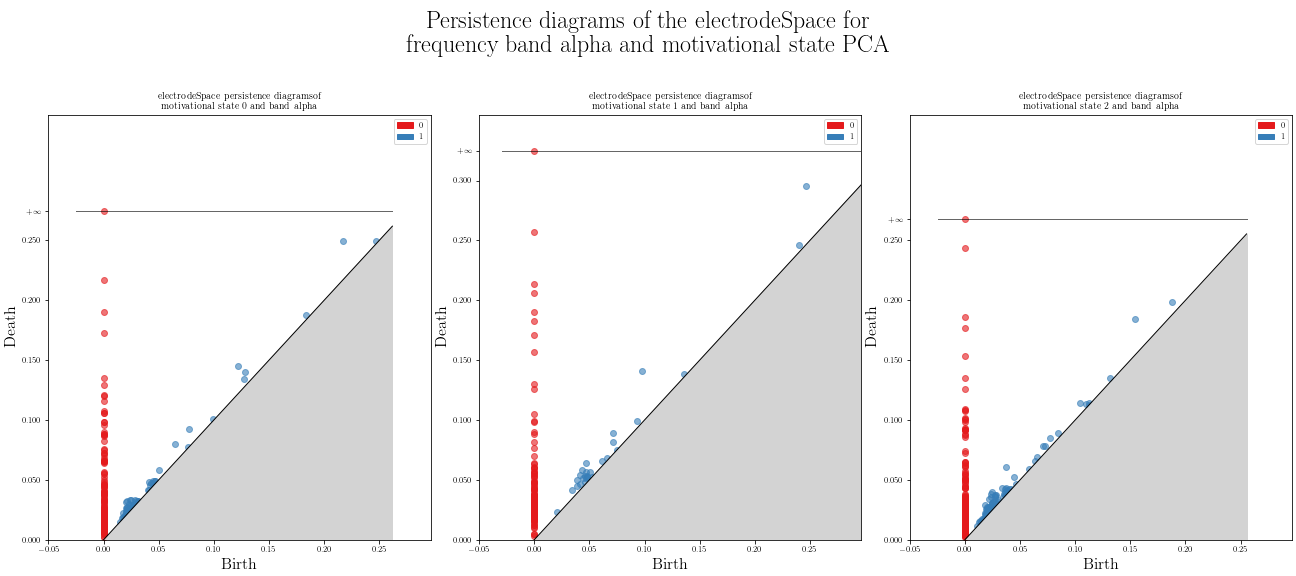 Persistence diagrams of the electrodeSpace for
frequency band alpha and motivational state PCA
electrodeSpace persistence diagramsof
motivational state 0 and band alpha
0
1
+∞
0.250
0.200
0.150
0.100
0.050
0.000
Death
−0.05 0.00 0.05 0.10 0.15 0.20 0.25
Birth
electrodeSpace persistence diagramsof
motivational state 1 and band alpha
0
1
+∞
0.300
0.250
0.200
0.150
0.100
0.050
0.000
Death
−0.05 0.00 0.05 0.10 0.15 0.20 0.25
Birth
electrodeSpace persistence diagramsof
motivational state 2 and band alpha
0
1
+∞
0.250
0.200
0.150
0.100
0.050
0.000
Death
−0.05 0.00 0.05 0.10 0.15 0.20 0.25
Birth